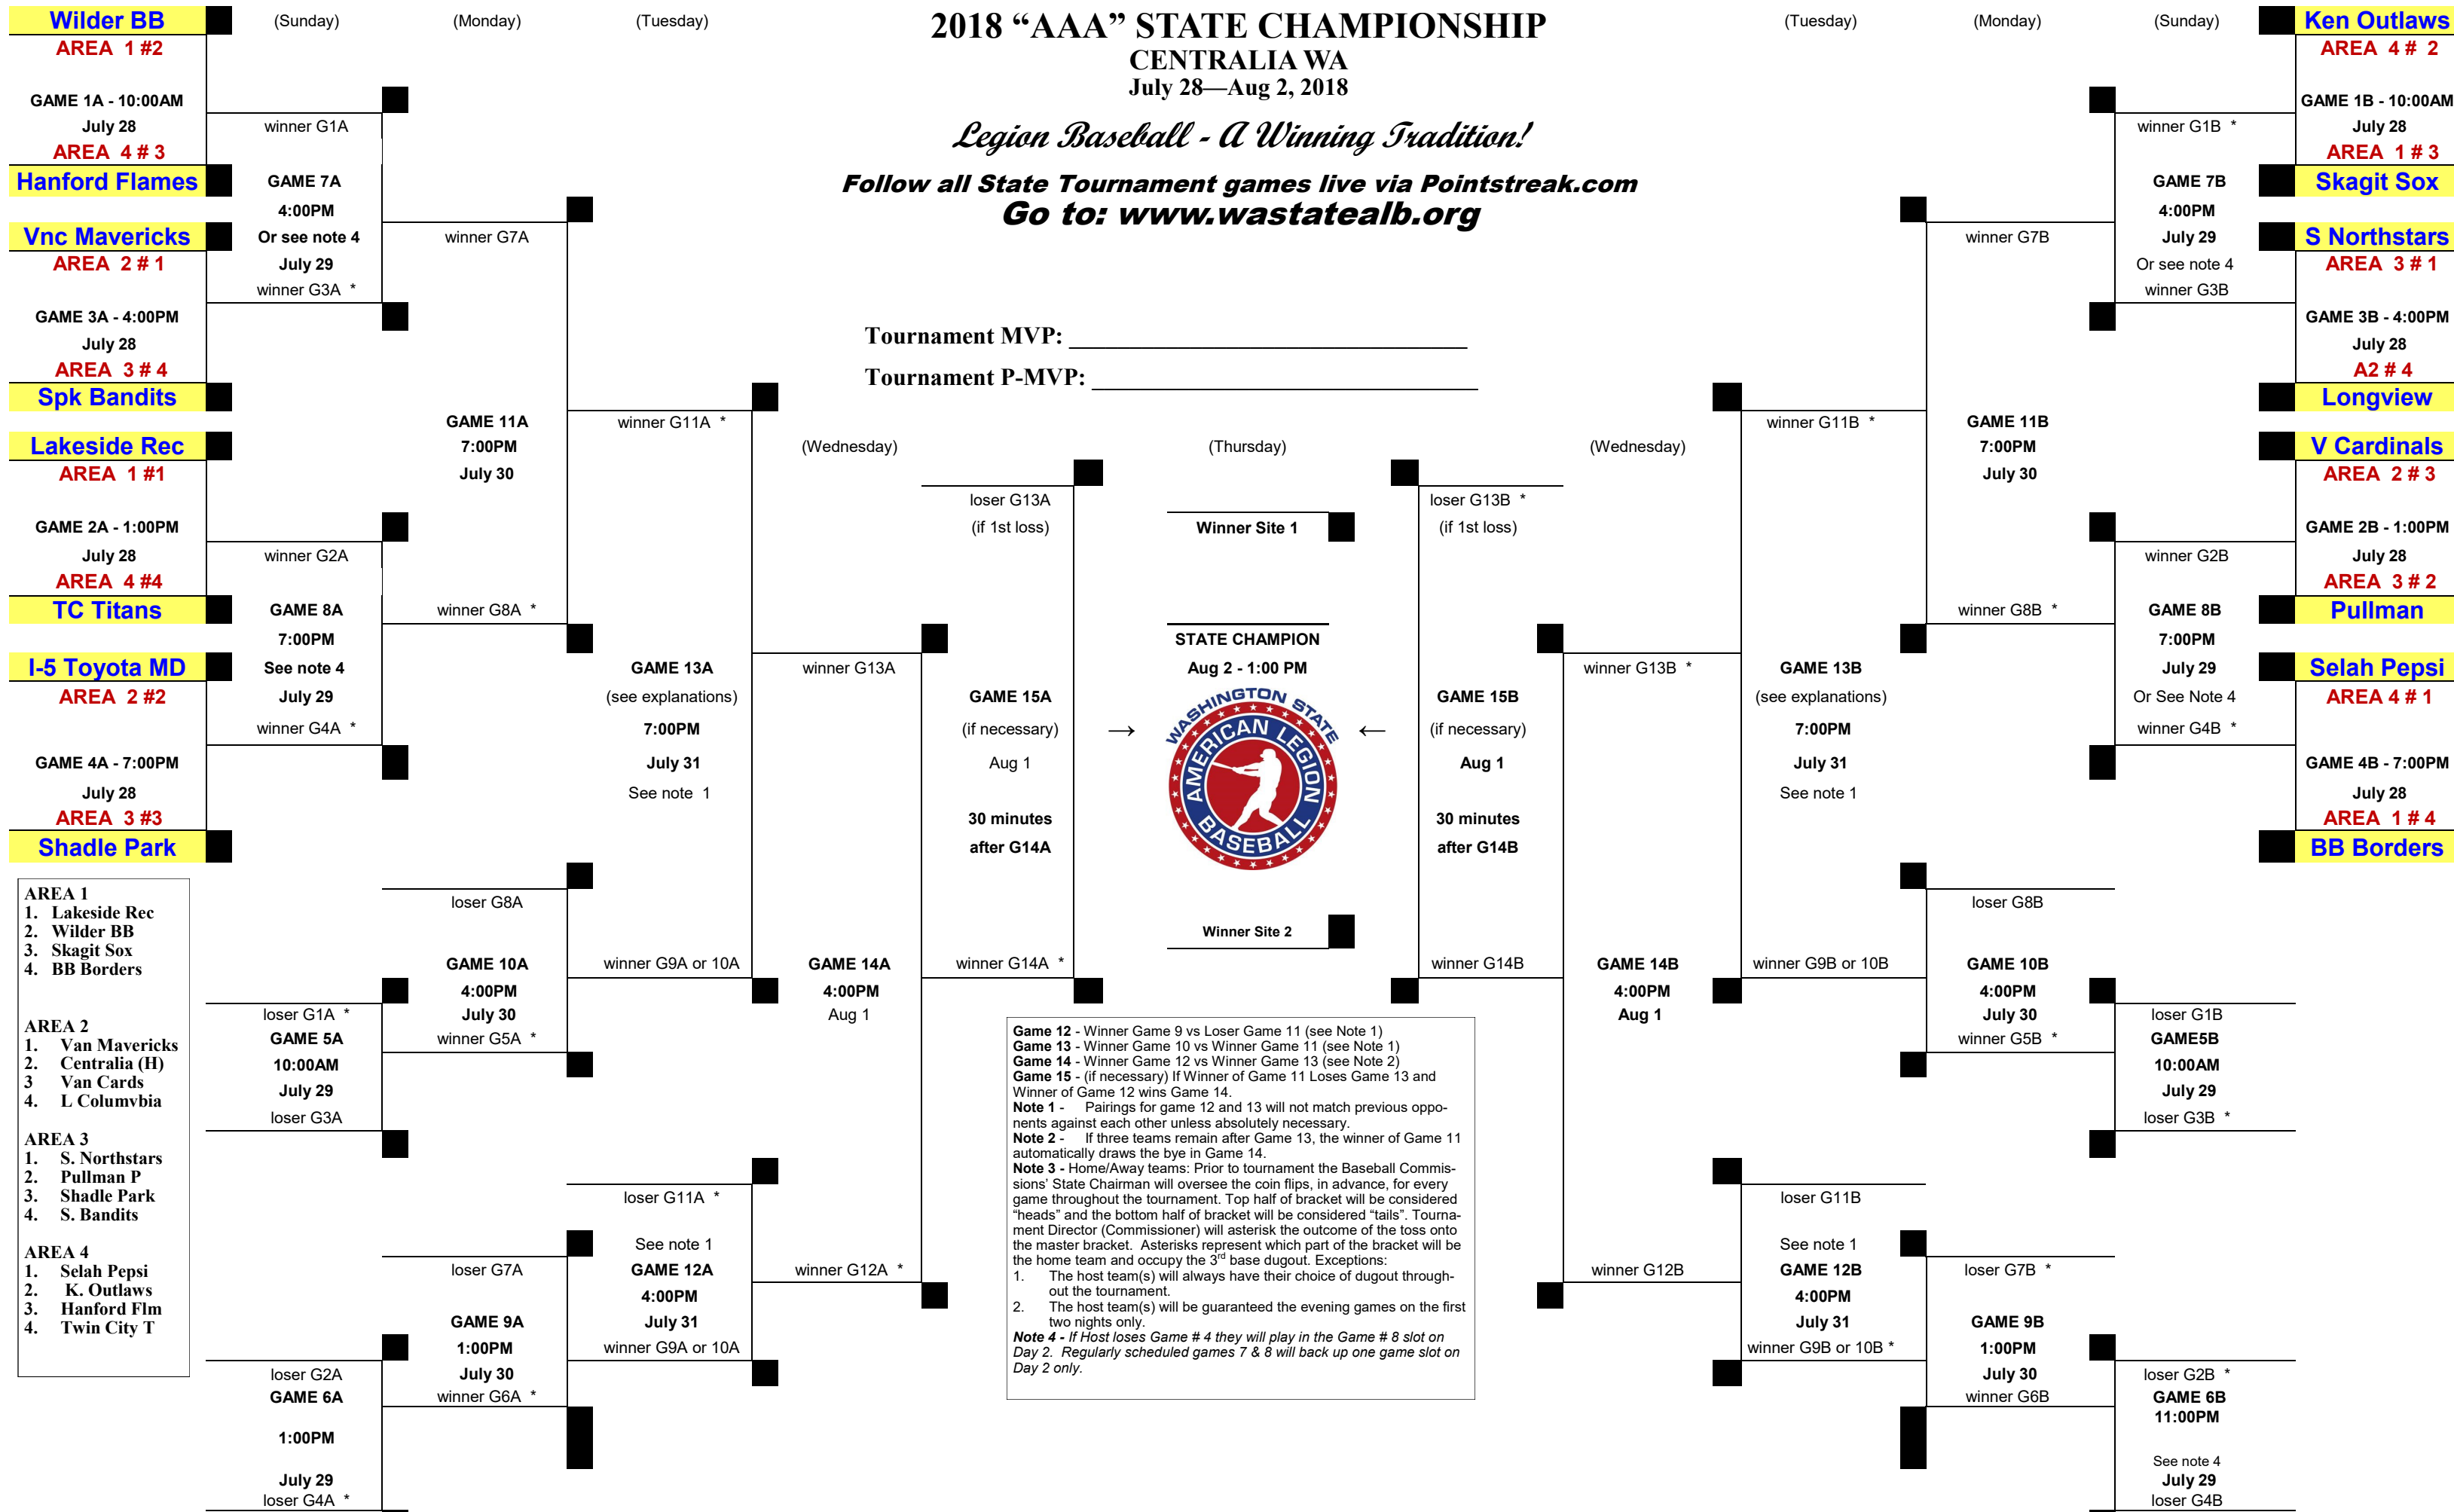 2018 “AAA” STATE CHAMPIONSHIP
CENTRALIA WA
July 28—Aug 2, 2018
Legion Baseball - A Winning Tradition!
Follow all State Tournament games live via Pointstreak.com
Go to: www.wastatealb.org
Tournament MVP:
Tournament P-MVP:
(Sunday)
(Monday)
(Tuesday)
(Wednesday)
(Thursday)
(Wednesday)
(Tuesday)
(Monday)
(Sunday)
Wilder BB
AREA 1 #2
GAME 1A - 10:00AM
July 28
AREA 4 # 3
Hanford Flames
Vnc Mavericks
AREA 2 # 1
GAME 3A - 4:00PM
July 28
AREA 3 # 4
Spk Bandits
Lakeside Rec
AREA 1 #1
GAME 2A - 1:00PM
July 28
AREA 4 #4
TC Titans
I-5 Toyota MD
AREA 2 #2
GAME 4A - 7:00PM
July 28
AREA 3 #3
Shadle Park
AREA 1
1. Lakeside Rec
2. Wilder BB
3. Skagit Sox
4. BB Borders
AREA 2
1. Van Mavericks
2. Centralia (H)
3 Van Cards
4. L Columvbia
AREA 3
1. S. Northstars
2. Pullman P
3. Shadle Park
4. S. Bandits
AREA 4
1. Selah Pepsi
2. K. Outlaws
3. Hanford Flm
4. Twin City T
winner G1A
GAME 7A
4:00PM
Or see note 4
July 29
winner G3A *
winner G2A
GAME 8A
7:00PM
See note 4
July 29
winner G4A *
loser G1A *
GAME 5A
10:00AM
July 29
loser G3A
loser G2A
GAME 6A
1:00PM
July 29
loser G4A *
winner G7A
GAME 11A
7:00PM
July 30
winner G8A *
loser G8A
GAME 10A
4:00PM
July 30
winner G5A *
loser G7A
GAME 9A
1:00PM
July 30
winner G6A *
winner G11A *
GAME 13A
(see explanations)
7:00PM
July 31
See note 1
winner G9A or 10A
loser G11A *
See note 1
GAME 12A
4:00PM
July 31
winner G9A or 10A
winner G13A
GAME 14A
4:00PM
Aug 1
winner G12A *
loser G13A
(if 1st loss)
GAME 15A
(if necessary)
Aug 1
30 minutes
after G14A
winner G14A *
Winner Site 1
STATE CHAMPION
Aug 2 - 1:00 PM
→
←
WASHINGTON STATE
AMERICAN LEGION
BASEBALL
Winner Site 2
loser G13B *
(if 1st loss)
GAME 15B
(if necessary)
Aug 1
30 minutes
after G14B
winner G14B
Game 12 - Winner Game 9 vs Loser Game 11 (see Note 1)
Game 13 - Winner Game 10 vs Winner Game 11 (see Note 1)
Game 14 - Winner Game 12 vs Winner Game 13 (see Note 2)
Game 15 - (if necessary) If Winner of Game 11 Loses Game 13 and
Winner of Game 12 wins Game 14.
Note 1 - Pairings for game 12 and 13 will not match previous oppo-
nents against each other unless absolutely necessary.
Note 2 - If three teams remain after Game 13, the winner of Game 11
automatically draws the bye in Game 14.
Note 3 - Home/Away teams: Prior to tournament the Baseball Commis-
sions’ State Chairman will oversee the coin flips, in advance, for every
game throughout the tournament. Top half of bracket will be considered
“heads” and the bottom half of bracket will be considered “tails”. Tourna-
ment Director (Commissioner) will asterisk the outcome of the toss onto
the master bracket. Asterisks represent which part of the bracket will be
the home team and occupy the 3rd base dugout. Exceptions:
1. The host team(s) will always have their choice of dugout through-
out the tournament.
2. The host team(s) will be guaranteed the evening games on the first
two nights only.
Note 4 - If Host loses Game # 4 they will play in the Game # 8 slot on
Day 2. Regularly scheduled games 7 & 8 will back up one game slot on
Day 2 only.
winner G13B *
GAME 14B
4:00PM
Aug 1
winner G12B
winner G11B *
GAME 13B
(see explanations)
7:00PM
July 31
See note 1
winner G9B or 10B
loser G11B
See note 1
GAME 12B
4:00PM
July 31
winner G9B or 10B *
winner G7B
GAME 11B
7:00PM
July 30
winner G8B *
loser G8B
GAME 10B
4:00PM
July 30
winner G5B *
loser G7B *
GAME 9B
1:00PM
July 30
winner G6B
winner G1B *
GAME 7B
4:00PM
July 29
Or see note 4
winner G3B
winner G2B
GAME 8B
7:00PM
July 29
Or See Note 4
winner G4B *
loser G1B
GAME5B
10:00AM
July 29
loser G3B *
loser G2B *
GAME 6B
11:00PM
See note 4
July 29
loser G4B
Ken Outlaws
AREA 4 # 2
GAME 1B - 10:00AM
July 28
AREA 1 # 3
Skagit Sox
S Northstars
AREA 3 # 1
GAME 3B - 4:00PM
July 28
A2 # 4
Longview
V Cardinals
AREA 2 # 3
GAME 2B - 1:00PM
July 28
AREA 3 # 2
Pullman
Selah Pepsi
AREA 4 # 1
GAME 4B - 7:00PM
July 28
AREA 1 # 4
BB Borders